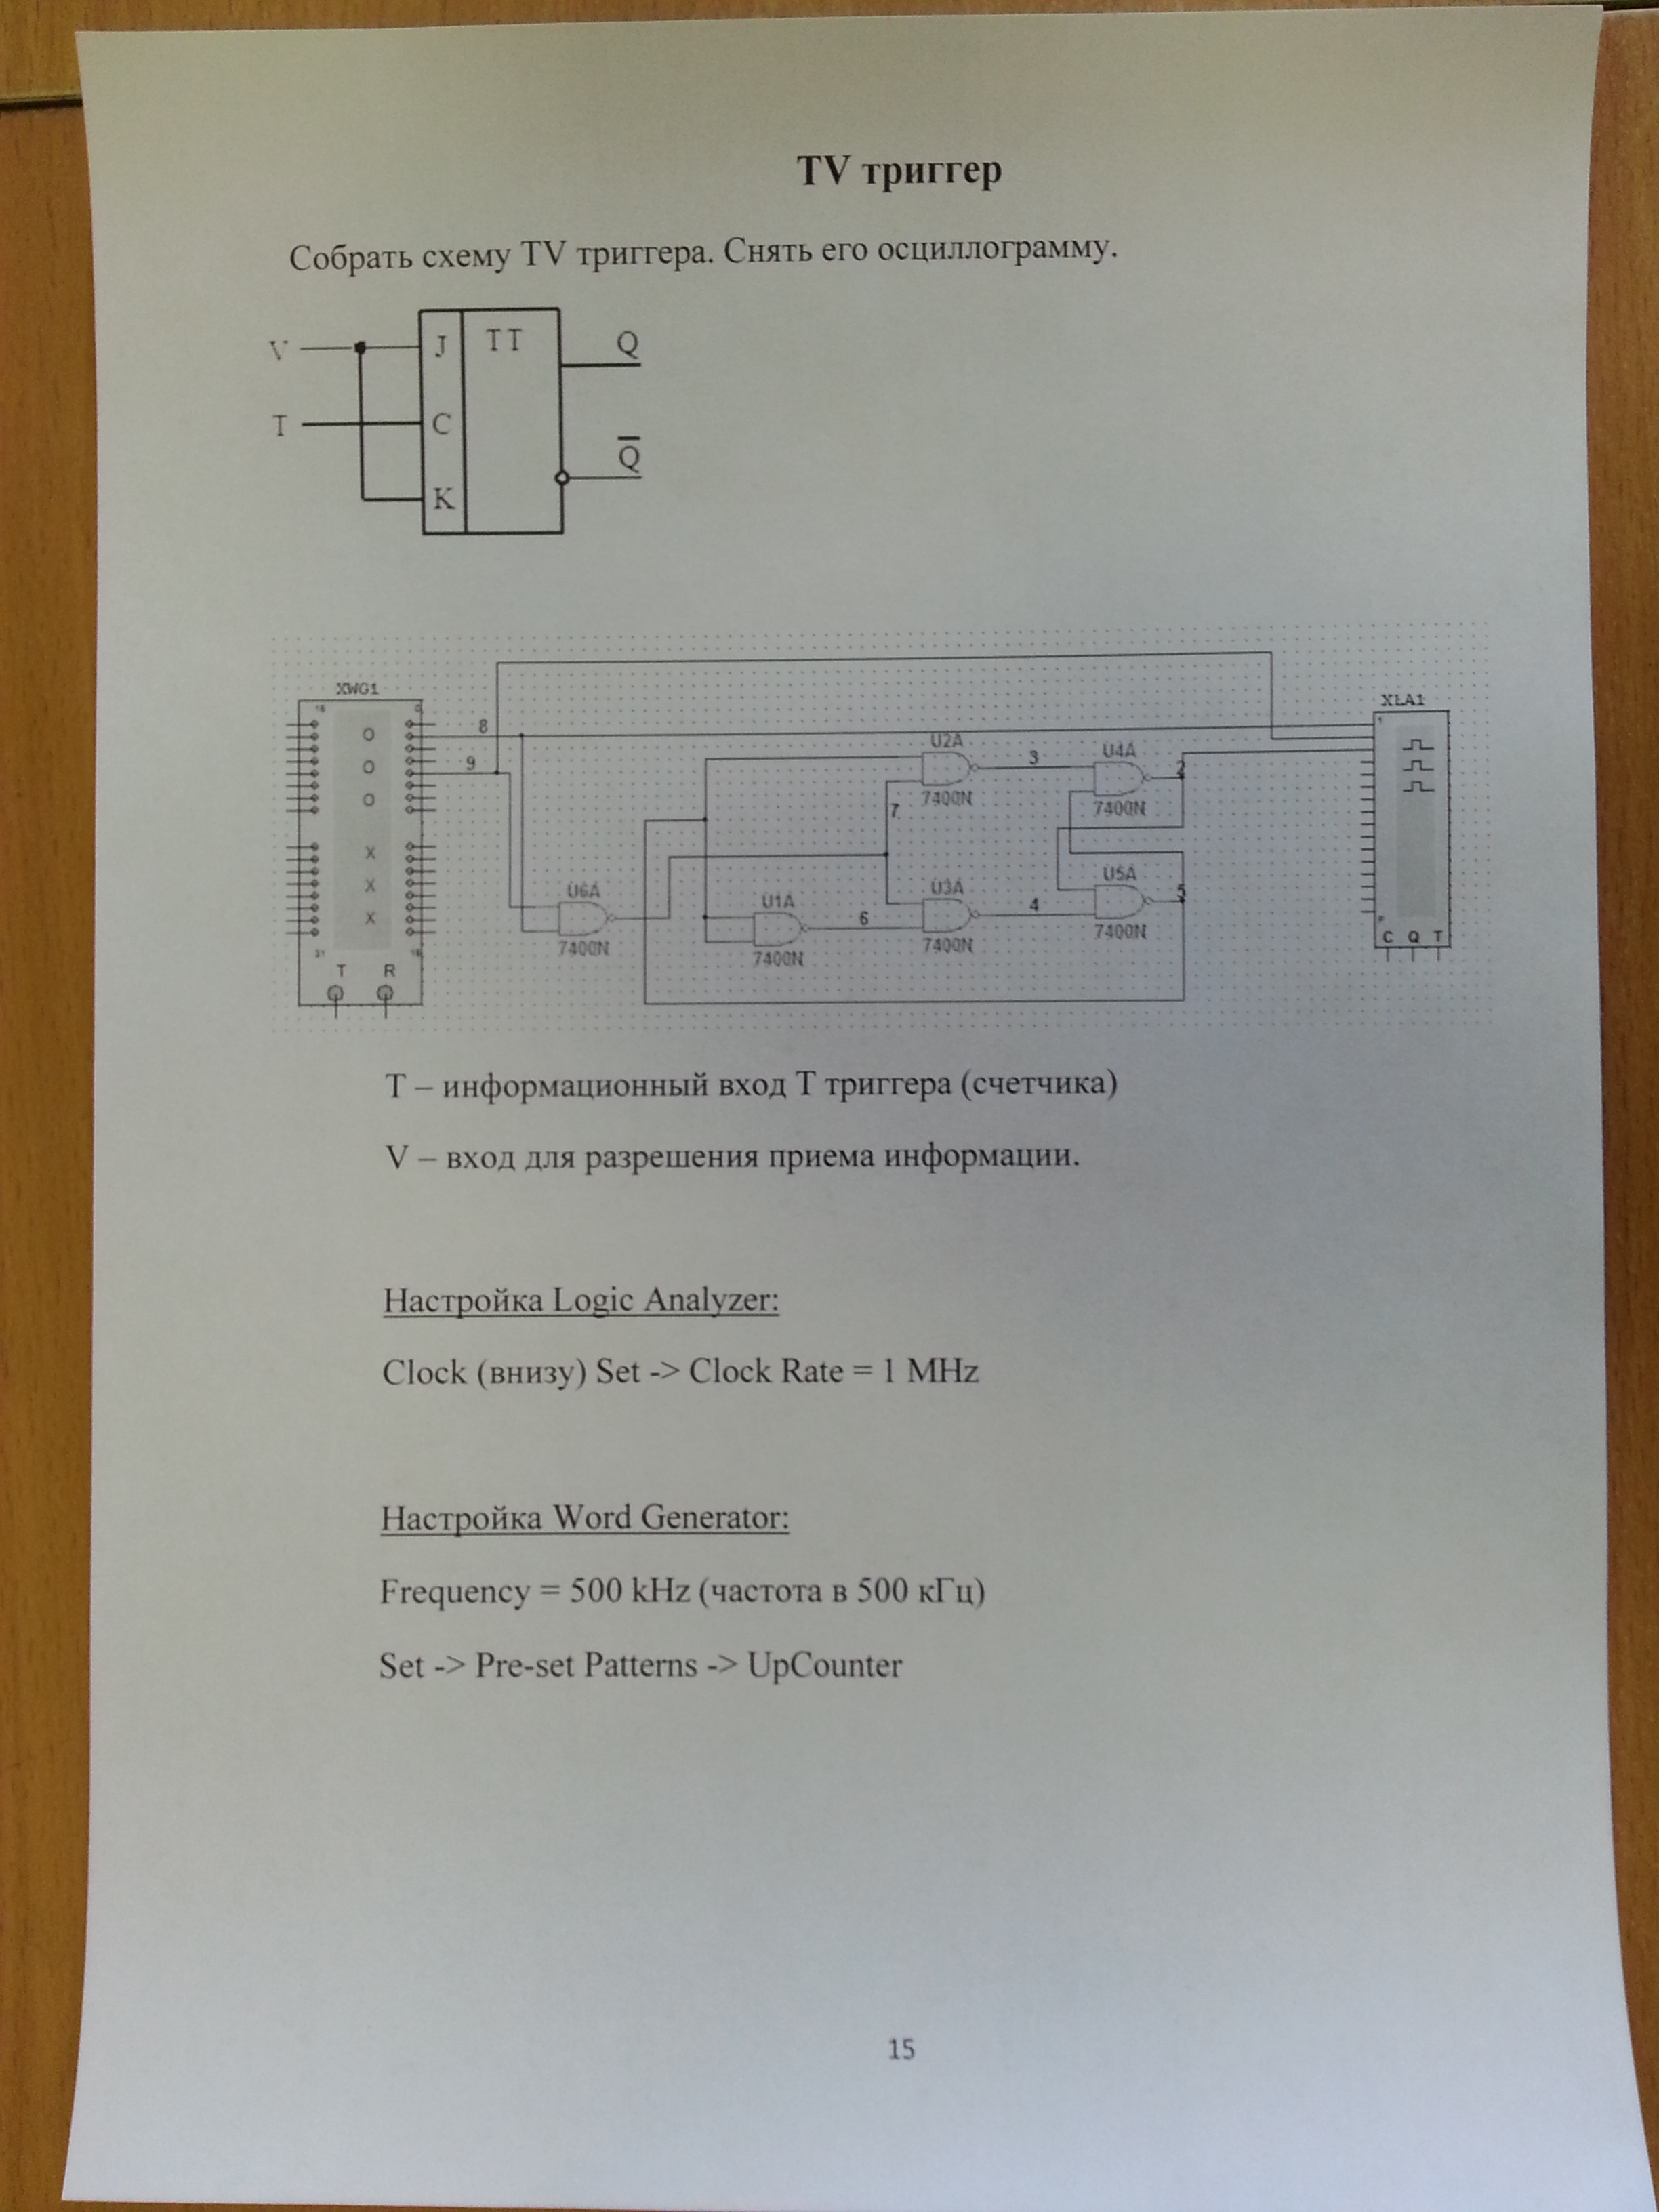 TV триггер
Собрать схему TV триггера. Снять его осциллограмму.
V J TT Q
T C
K Q̅
XWG1
XLA1
8
9
O
O
O
X
X
X
T R
U2A
7400N
3
U4A
7400N
2
7
U6A
7400N
U1A
7400N
6
U3A
7400N
4
U5A
7400N
5
C Q T
T – информационный вход T триггера (счетчика)
V – вход для разрешения приема информации.
Настройка Logic Analyzer:
Clock (внизу) Set -> Clock Rate = 1 MHz
Настройка Word Generator:
Frequency = 500 kHz (частота в 500 кГц)
Set -> Pre-set Patterns -> UpCounter
15